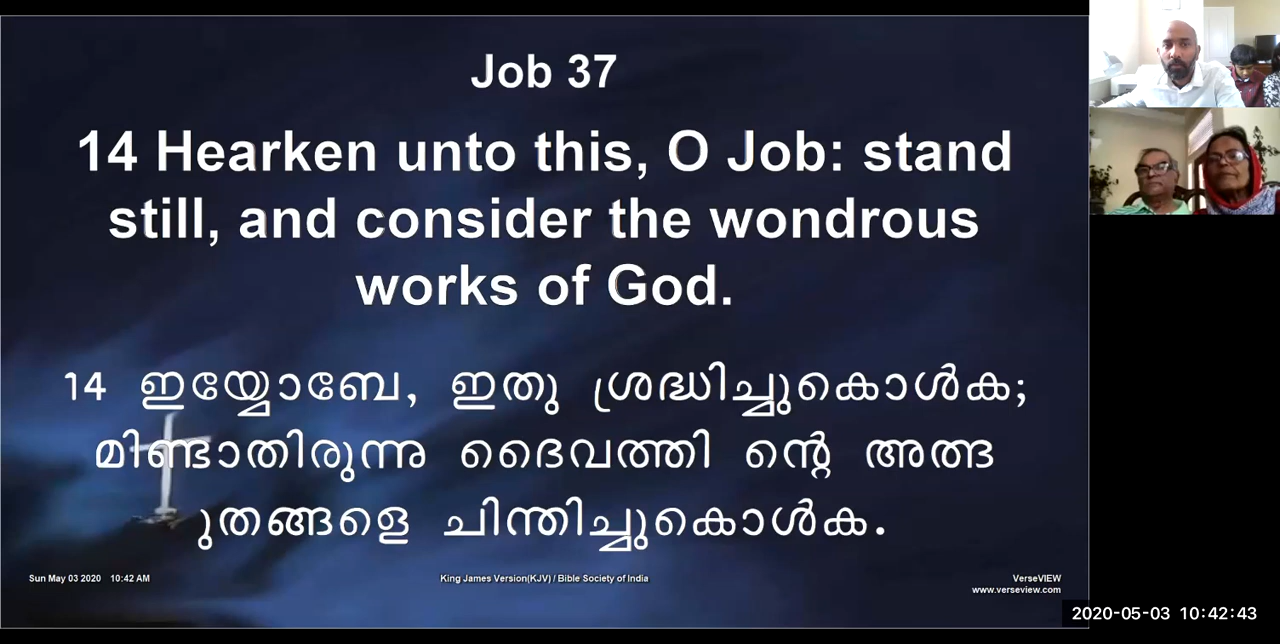 Job 37
14 Hearken unto this, O Job: stand
still, and consider the wondrous
works of God.
14 ഇയ്യോബേ, ഇതു ശ്രദ്ധിച്ചുകൊൾക;
മിണ്ടാതിരുന്നു ദൈവത്തി ന്റെ അത്ഭ
ുതങ്ങളെ ചിന്തിച്ചുകൊൾക.
Sun May 03 2020 10:42 AM
King James Version(KJV) / Bible Society of India
VerseVIEW
www.verseview.com
2020-05-03 10:42:43